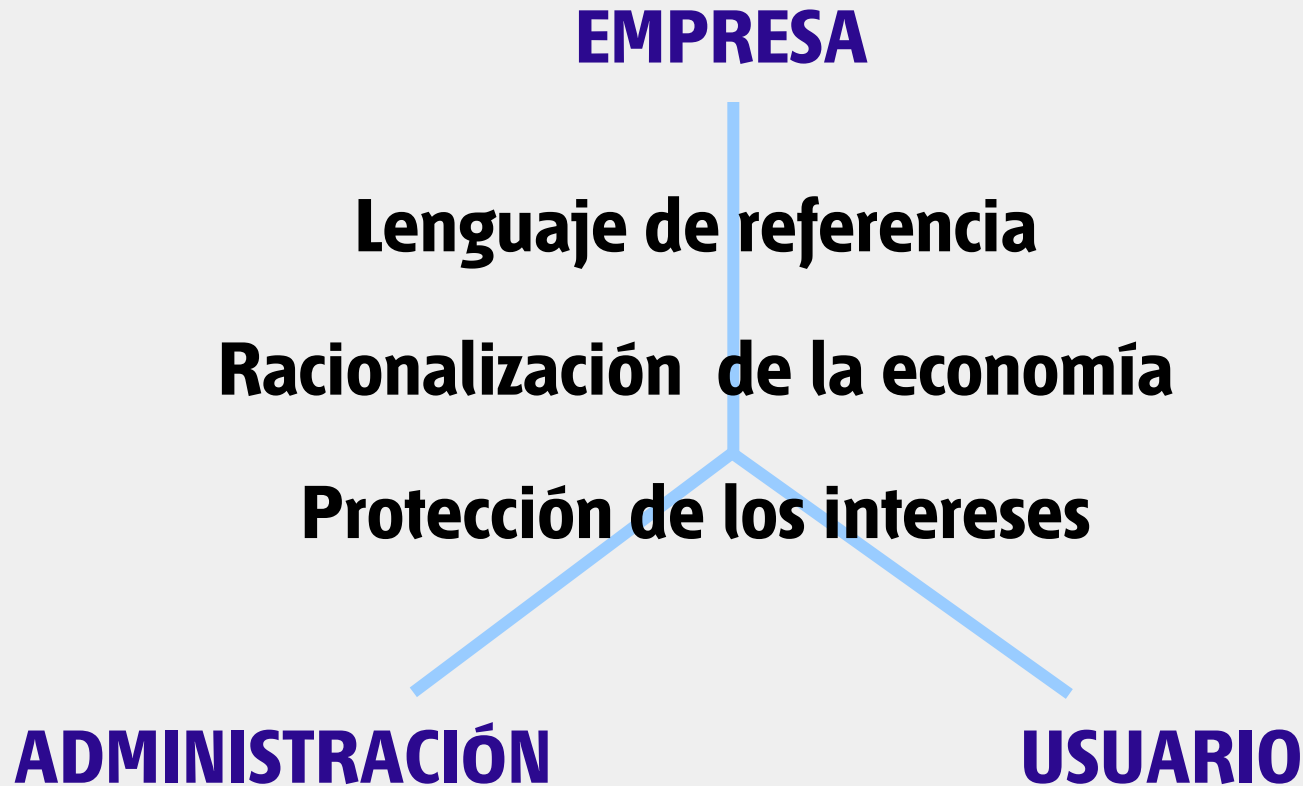 EMPRESA
Lenguaje de referencia
Racionalización de la economía
Protección de los intereses
ADMINISTRACIÓN
USUARIO